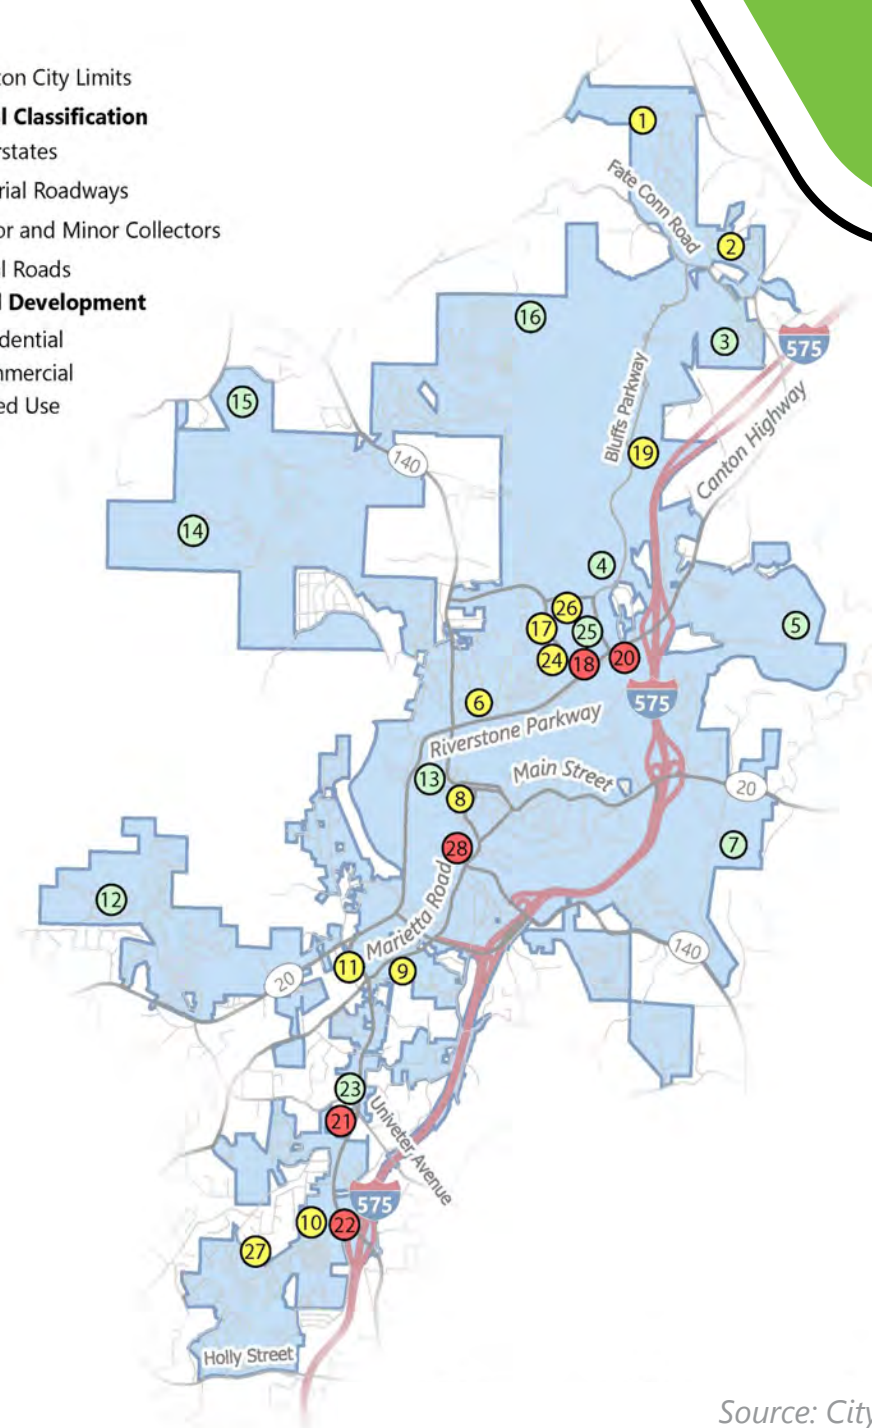 ton City Limits
l Classification
rstates
rial Roadways
or and Minor Collectors
l Roads
l Development
dential
mmercial
ed Use
1
Fate Conn Road
2
16
3
575
15
Bluffs Parkway
Canton Highway
19
140
14
4
26
17
25
5
24
18
20
575
6
Riverstone Parkway
13
Main Street
8
20
28
7
12
Marietta Road
140
11
9
20
23
21
Univeter Avenue
575
10
22
27
Holly Street
Source: City